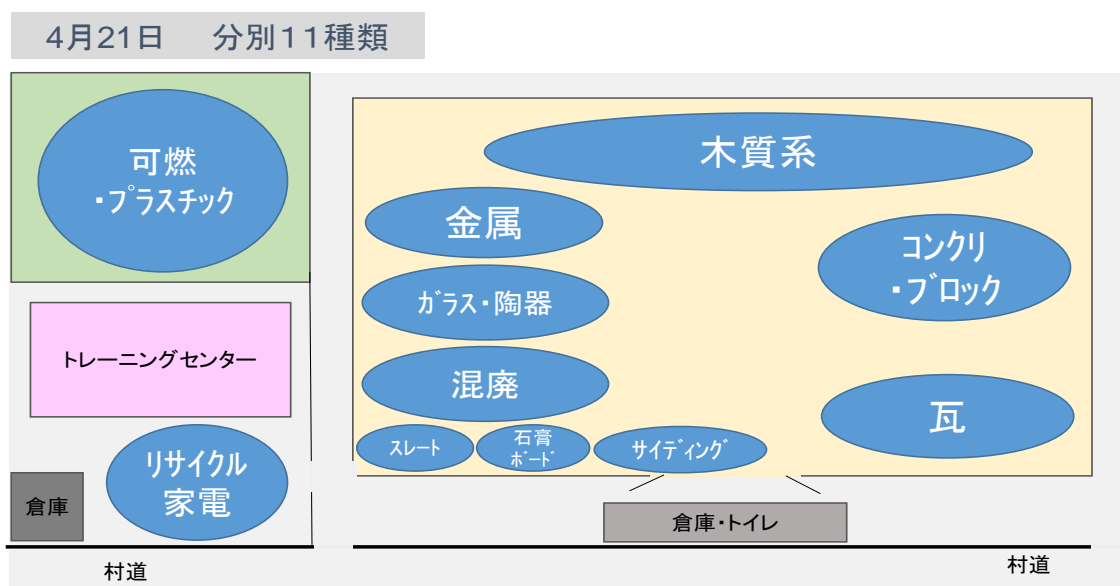 4月21日　分別11種類
可燃
・プラスチック
木質系
金属
コンクリ
・ブロック
ガラス・陶器
トレーニングセンター
混廃
瓦
スレート
石膏
ボード
サイディング
リサイクル
家電
倉庫
倉庫・トイレ
村道
村道